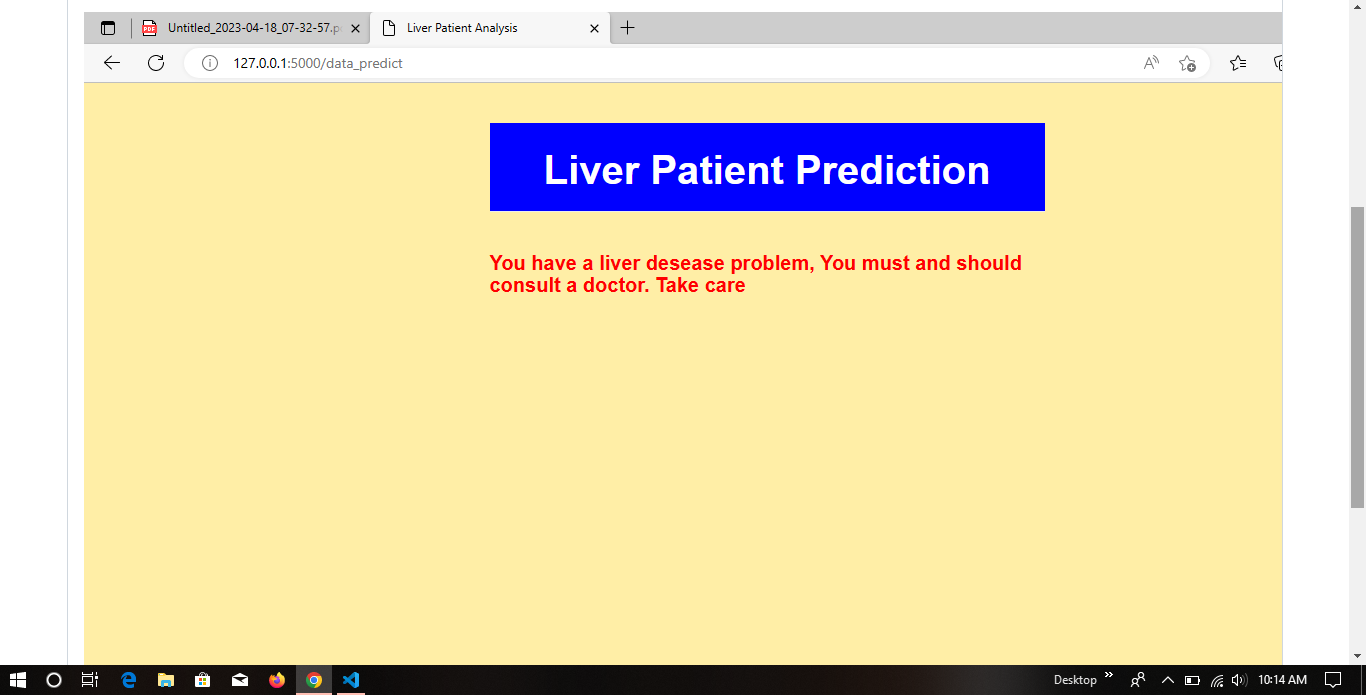 Untitled_2023-04-18_07-32-57.p
Liver Patient Analysis
127.0.0.1:5000/data_predict
Liver Patient Prediction
You have a liver desease problem, You must and should
consult a doctor. Take care
Desktop
10:14 AM